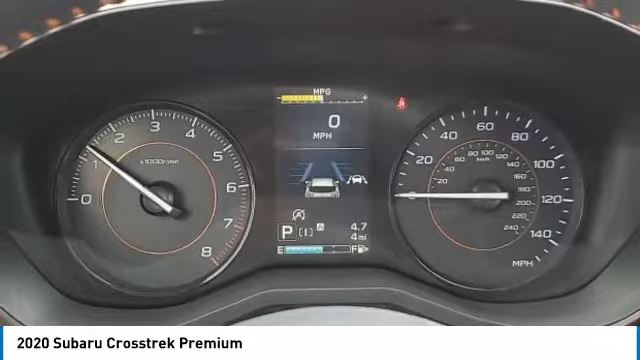 MPG
- +
0
MPH
0 1 2 3 4 5 6 7 8
x1000r/min
P
A
4.7
4mi
E F
20 40 60 80 100 120 140
20 40 60 80 100 120 140 160 180 200 220 240
km/h
MPH
2020 Subaru Crosstrek Premium